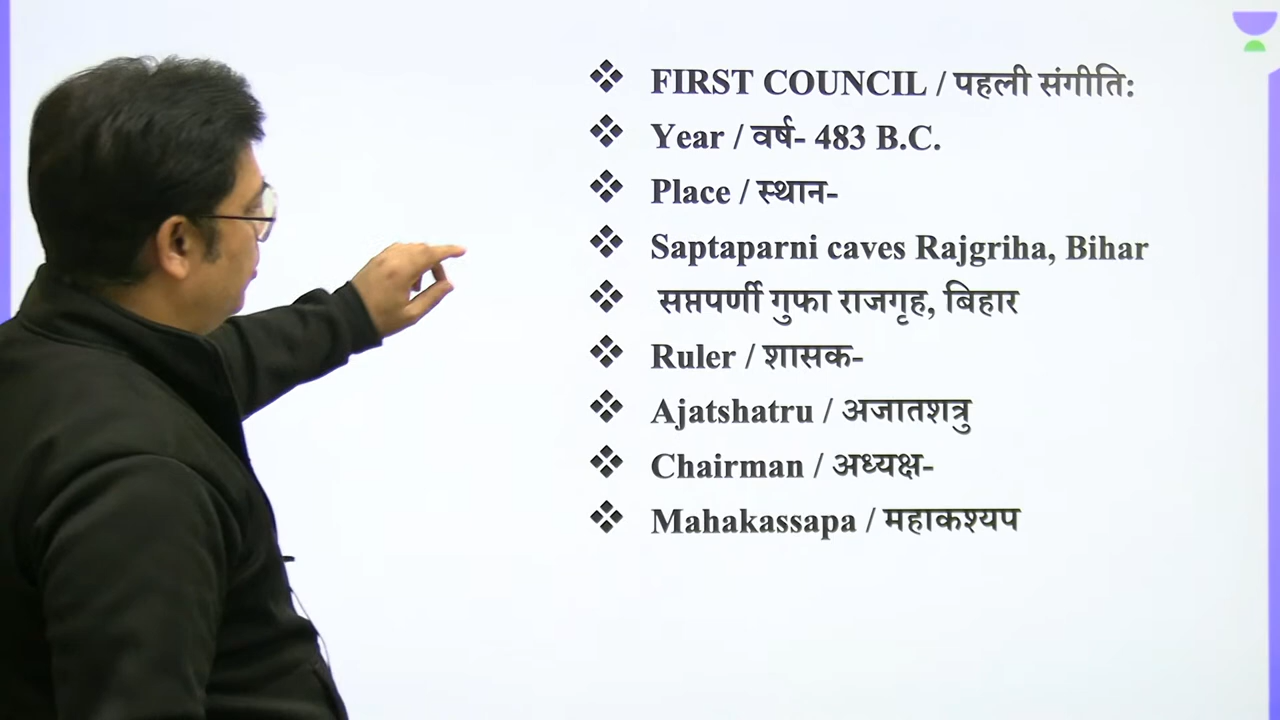 ❖ FIRST COUNCIL / पहली संगीति:
❖ Year / वर्ष- 483 B.C.
❖ Place / स्थान-
❖ Saptaparni caves Rajgriha, Bihar
❖ सप्तपर्णी गुफा राजगृह, बिहार
❖ Ruler / शासक-
❖ Ajatshatru / अजातशत्रु
❖ Chairman / अध्यक्ष-
❖ Mahakassapa / महाकश्यप